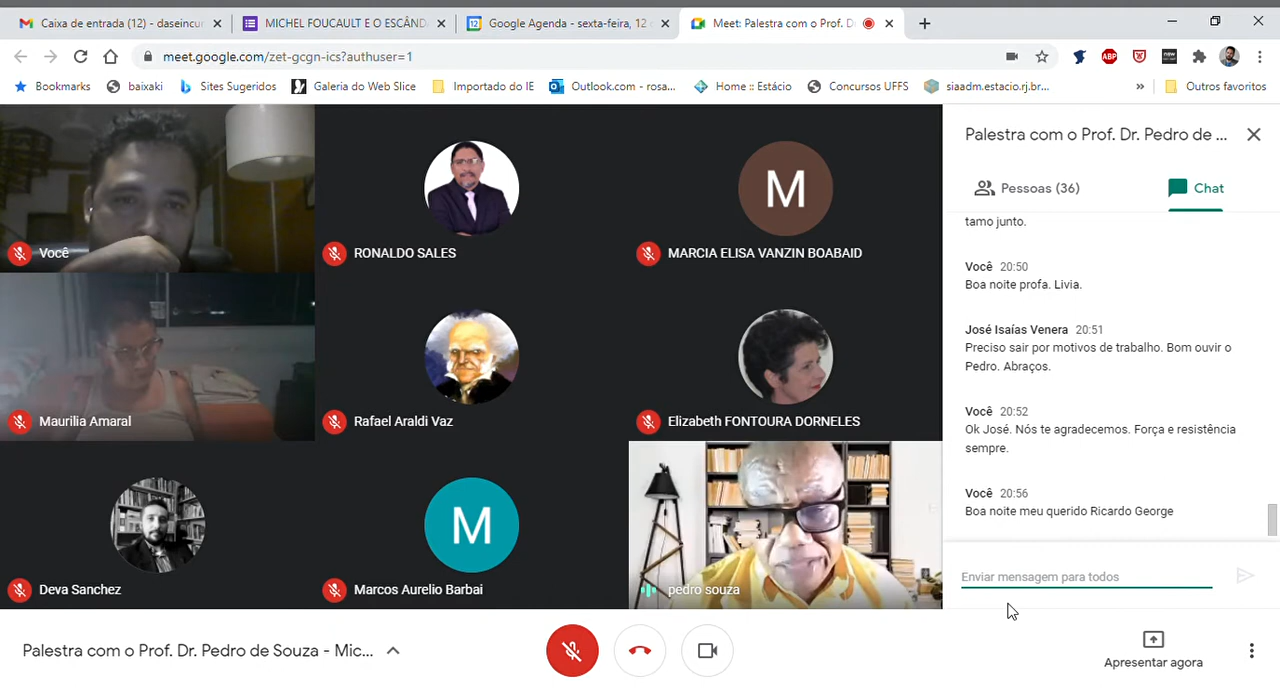 Caixa de entrada (12) - daseincur
MICHEL FOUCAULT E O ESCÂND
Google Agenda - sexta-feira, 12 d
Meet: Palestra com o Prof. D
meet.google.com/zet-gcgn-ics?authuser=1
ABP
Bookmarks
baixaki
Sites Sugeridos
Galeria do Web Slice
Importado do IE
Outlook.com - rosa...
Home :: Estácio
Concursos UFFS
siaadm.estacio.rj.br...
»
Outros favoritos
Você
RONALDO SALES
M
MARCIA ELISA VANZIN BOABAID
Maurilia Amaral
Rafael Araldi Vaz
Elizabeth FONTOURA DORNELES
Deva Sanchez
M
Marcos Aurelio Barbai
pedro souza
Palestra com o Prof. Dr. Pedro de ...
Pessoas (36)
Chat
tamo junto.
Você 20:50
Boa noite profa. Livia.
José Isaías Venera 20:51
Preciso sair por motivos de trabalho. Bom ouvir o
Pedro. Abraços.
Você 20:52
Ok José. Nós te agradecemos. Força e resistência
sempre.
Você 20:56
Boa noite meu querido Ricardo George
Enviar mensagem para todos
Palestra com o Prof. Dr. Pedro de Souza - Mic...
Apresentar agora